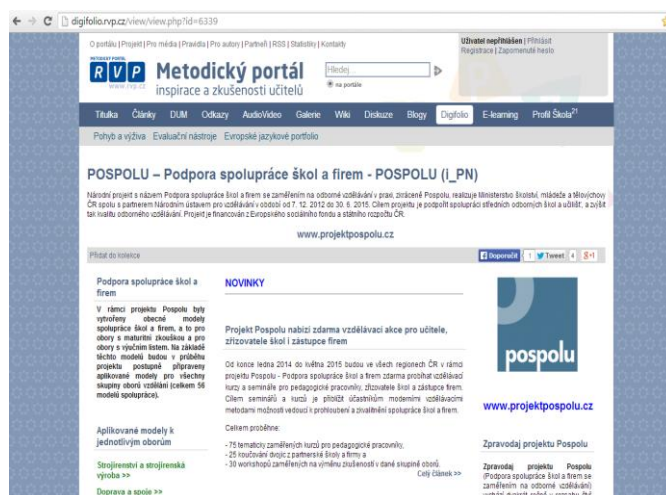 digifolio.rvp.cz/view/view.php?id=6339
O portálu | Projekt | Pro média | Pravidla | Pro autory | Partneři | RSS | Statistiky | Kontakty
Uživatel nepřihlášen | Přihlásit
Registrace | Zapomenuté heslo
METODICKÝ PORTÁL
RVP
www.rvp.cz
Metodický portál
inspirace a zkušenosti učitelů
Hledej
na portále
Titulka Články DUM Odkazy AudioVideo Galerie Wiki Diskuze Blogy Digifolio E-learning Profil Škola21
Pohyb a výživa Evaluační nástroje Evropské jazykové portfolio
POSPOLU – Podpora spolupráce škol a firem - POSPOLU (i_PN)
Národní projekt s názvem Podpora spolupráce škol a firem se zaměřením na odborné vzdělávání v praxi, zkráceně Pospolu, realizuje Ministerstvo školství, mládeže a tělovýchovy
ČR spolu s partnerem Národním ústavem pro vzdělávání v období od 7. 12. 2012 do 30. 6. 2015. Cílem projektu je podpořit spolupráci středních odborných škol a učilišť, a zvýšit
tak kvalitu odborného vzdělávání. Projekt je financován z Evropského sociálního fondu a státního rozpočtu ČR.
www.projektpospolu.cz
Přidat do kolekce
Doporučit 1 Tweet 4 g+1
Podpora spolupráce škol a
firem
V rámci projektu Pospolu byly
vytvořeny obecné modely
spolupráce škol a firem, a to pro
obory s maturitní zkouškou a pro
obory s výučním listem. Na základě
těchto modelů budou v průběhu
projektu postupně připraveny
aplikované modely pro všechny
skupiny oborů vzdělání (celkem 56
modelů spolupráce).
Aplikované modely k
jednotlivým oborům
Strojírenství a strojírenská
výroba >>
Doprava a spoje >>
NOVINKY
Projekt Pospolu nabízí zdarma vzdělávací akce pro učitele,
zřizovatele škol i zástupce firem
Od konce ledna 2014 do května 2015 budou ve všech regionech ČR v rámci
projektu Pospolu - Podpora spolupráce škol a firem zdarma probíhat vzdělávací
kurzy a semináře pro pedagogické pracovníky, zřizovatele škol a zástupce firem.
Cílem seminářů a kurzů je přiblížit účastníkům moderními vzdělávacími
metodami možnosti vedoucí k prohloubení a zkvalitnění spolupráce škol a firem.
Celkem proběhne:
- 75 tematicky zaměřených kurzů pro pedagogické pracovníky,
- 25 koučování dvojic z partnerské školy a firmy a
- 30 workshopů zaměřených na výměnu zkušeností v dané skupině oborů.
Celý článek >>
pospolu
www.projektpospolu.cz
Zpravodaj projektu Pospolu
Zpravodaj projektu Pospolu
(Podpora spolupráce škol a firem se
zaměřením na odborné vzdělávání)